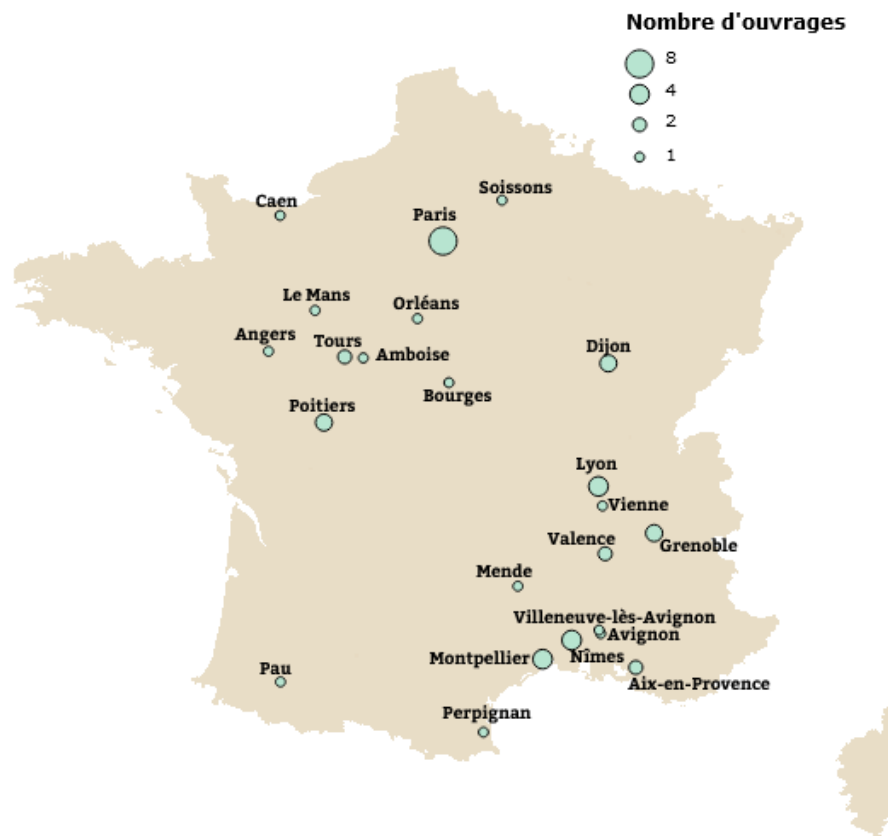 Nombre d'ouvrages
8
4
2
1
Soissons
Caen
Paris
Le Mans
Orléans
Angers
Tours
Amboise
Dijon
Bourges
Poitiers
Lyon
Vienne
Valence
Grenoble
Mende
Villeneuve-lès-Avignon
Avignon
Nîmes
Montpellier
Pau
Aix-en-Provence
Perpignan